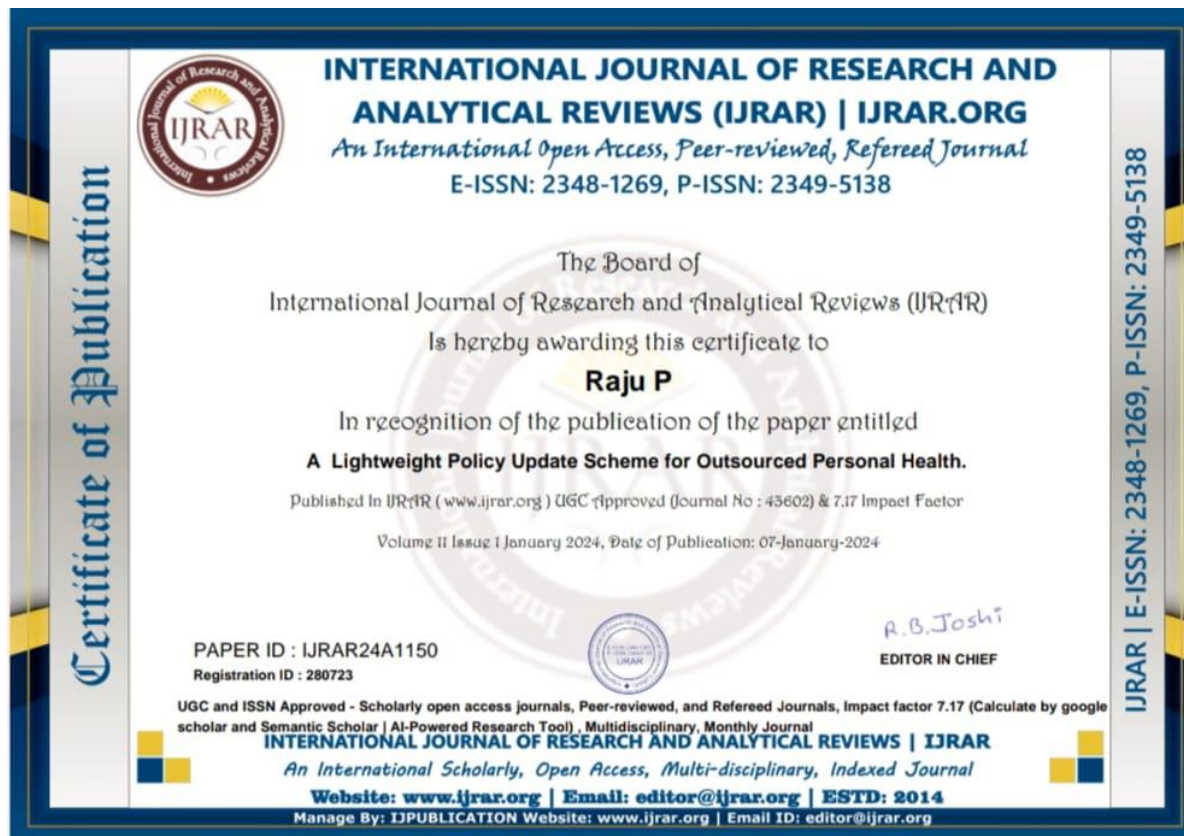 INTERNATIONAL JOURNAL OF RESEARCH AND
ANALYTICAL REVIEWS (IJRAR) | IJRAR.ORG
An International Open Access, Peer-reviewed, Refereed Journal
E-ISSN: 2348-1269, P-ISSN: 2349-5138
International Journal of Research and Analytical Reviews
IJRAR
Certificate of Publication
The Board of
International Journal of Research and Analytical Reviews (IJRAR)
Is hereby awarding this certificate to
Raju P
In recognition of the publication of the paper entitled
A Lightweight Policy Update Scheme for Outsourced Personal Health.
Published In IJRAR ( www.ijrar.org ) UGC Approved (Journal No : 43602) & 7.17 Impact Factor
Volume 11 Issue 1 January 2024, Date of Publication: 07-January-2024
PAPER ID : IJRAR24A1150
Registration ID : 280723
IJRAR
R.B.Joshi
EDITOR IN CHIEF
UGC and ISSN Approved - Scholarly open access journals, Peer-reviewed, and Refereed Journals, Impact factor 7.17 (Calculate by google
scholar and Semantic Scholar | AI-Powered Research Tool) , Multidisciplinary, Monthly Journal
INTERNATIONAL JOURNAL OF RESEARCH AND ANALYTICAL REVIEWS | IJRAR
An International Scholarly, Open Access, Multi-disciplinary, Indexed Journal
Website: www.ijrar.org | Email: editor@ijrar.org | ESTD: 2014
Manage By: IJPUBLICATION Website: www.ijrar.org | Email ID: editor@ijrar.org
IJRAR | E-ISSN: 2348-1269, P-ISSN: 2349-5138